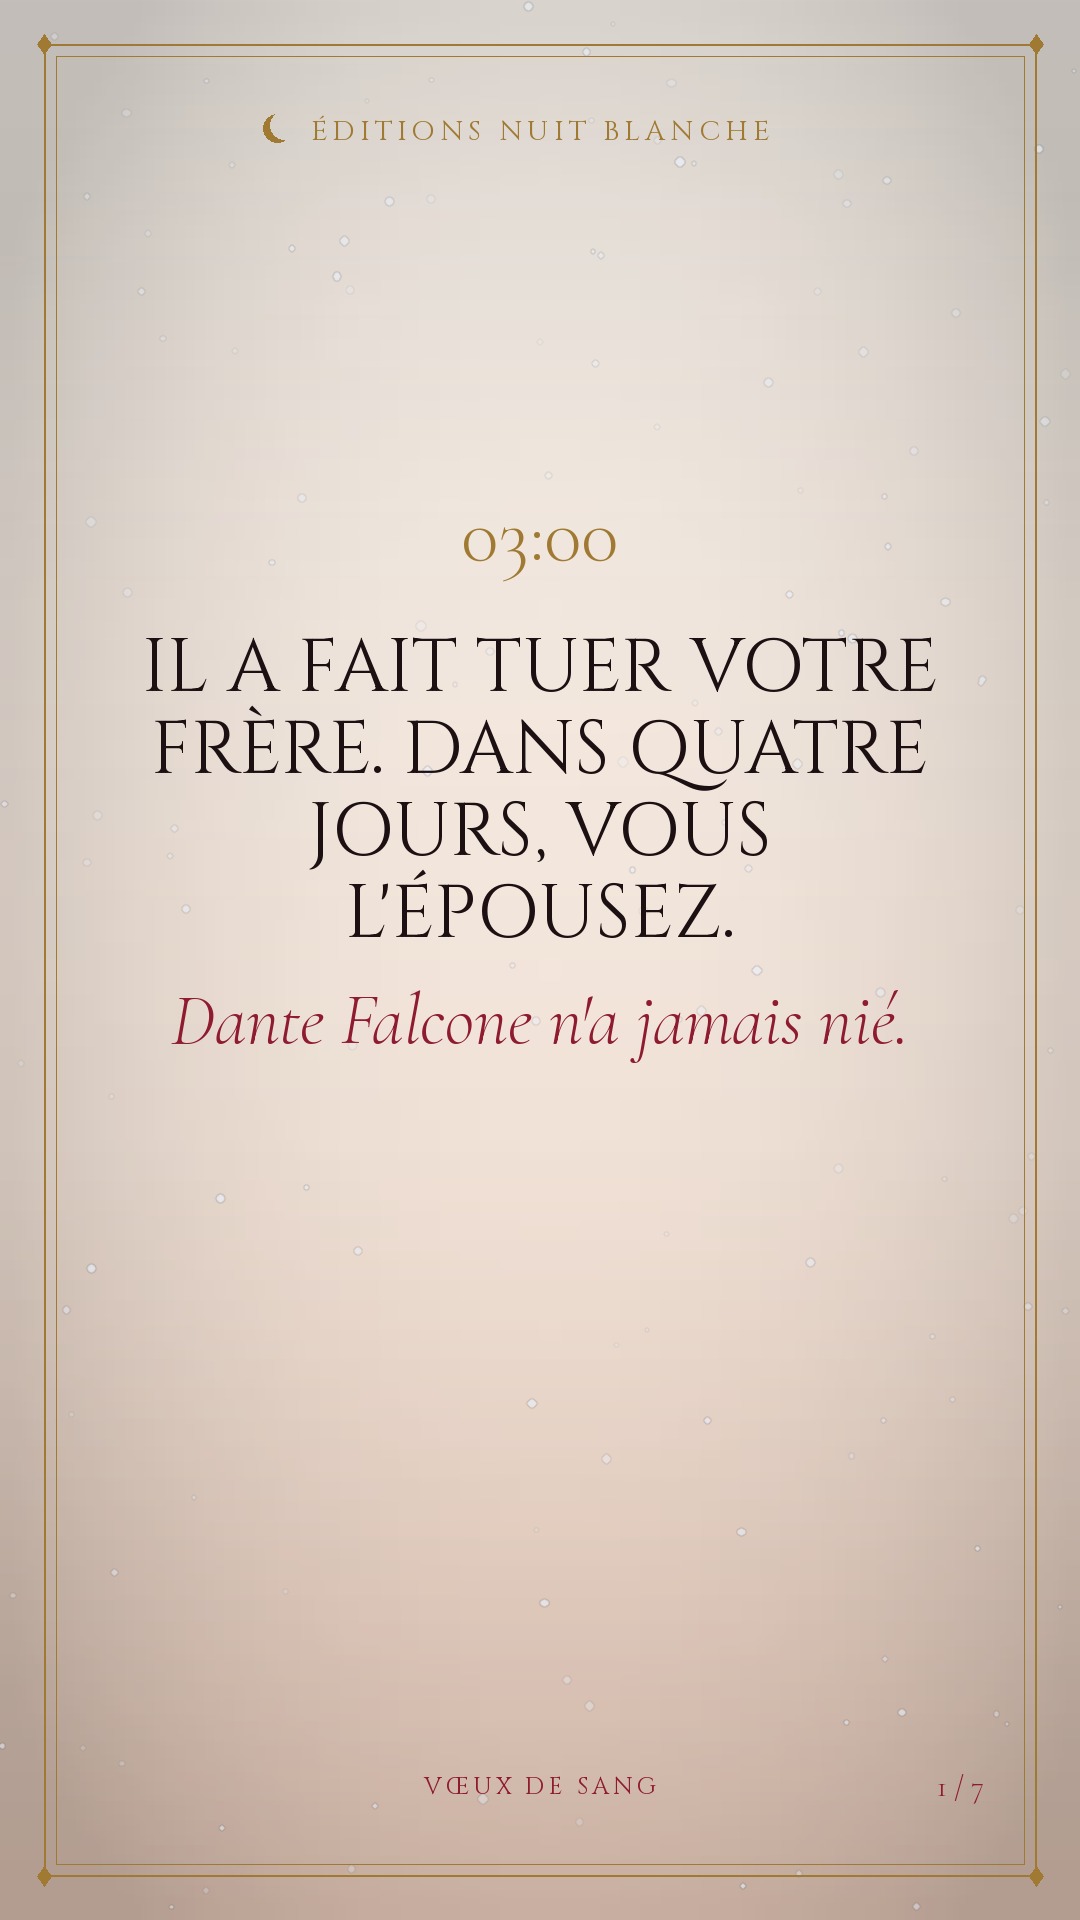 ÉDITIONS NUIT BLANCHE
03:00
IL A FAIT TUER VOTRE
FRÈRE. DANS QUATRE
JOURS, VOUS
L'ÉPOUSEZ.
Dante Falcone n'a jamais nié.
VŒUX DE SANG
1 / 7